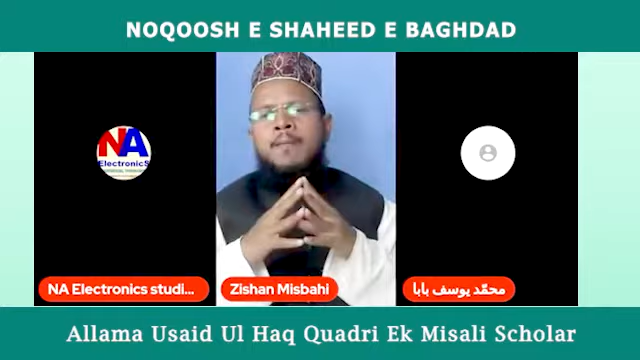 NOQOOSH E SHAHEED E BAGHDAD
NA
ElectronicS
NA Electronics studi...
Zishan Misbahi
محمّد یوسف بابا
Allama Usaid Ul Haq Quadri Ek Misali Scholar